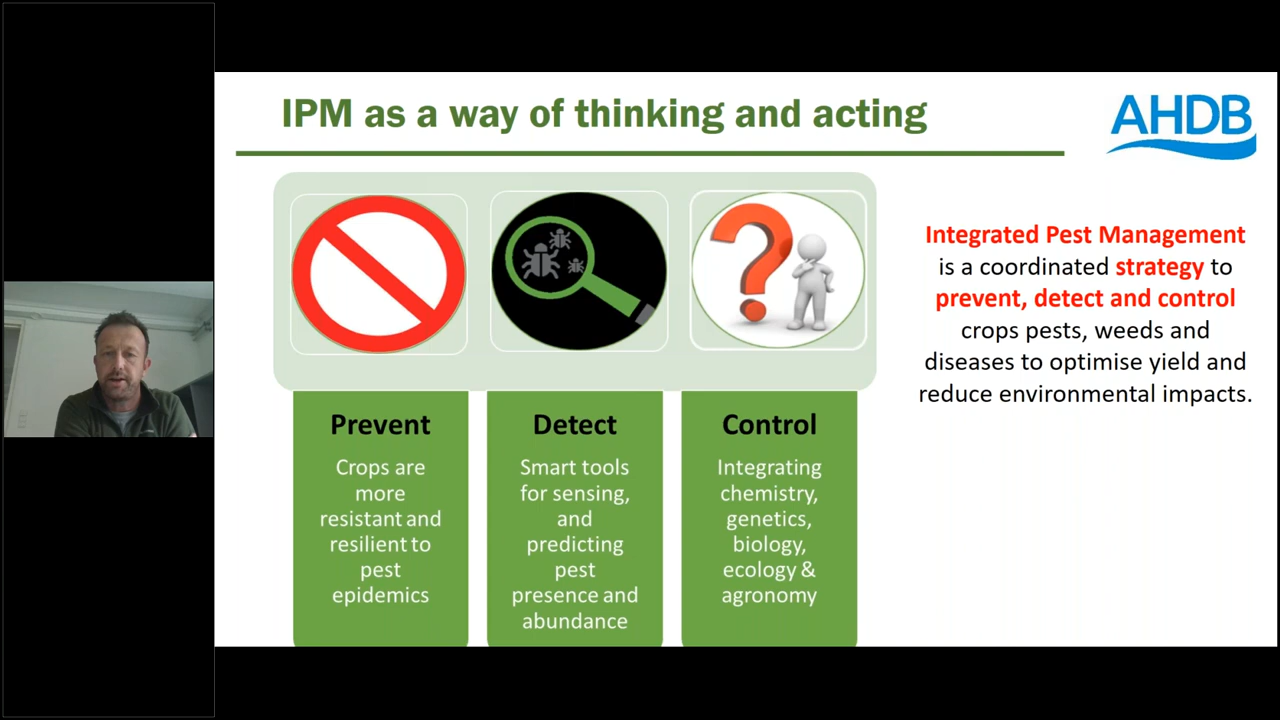 IPM as a way of thinking and acting
AHDB
Prevent
Crops are
more
resistant and
resilient to
pest
epidemics
Detect
Smart tools
for sensing,
and
predicting
pest
presence and
abundance
Control
Integrating
chemistry,
genetics,
biology,
ecology &
agronomy
Integrated Pest Management
is a coordinated strategy to
prevent, detect and control
crops pests, weeds and
diseases to optimise yield and
reduce environmental impacts.